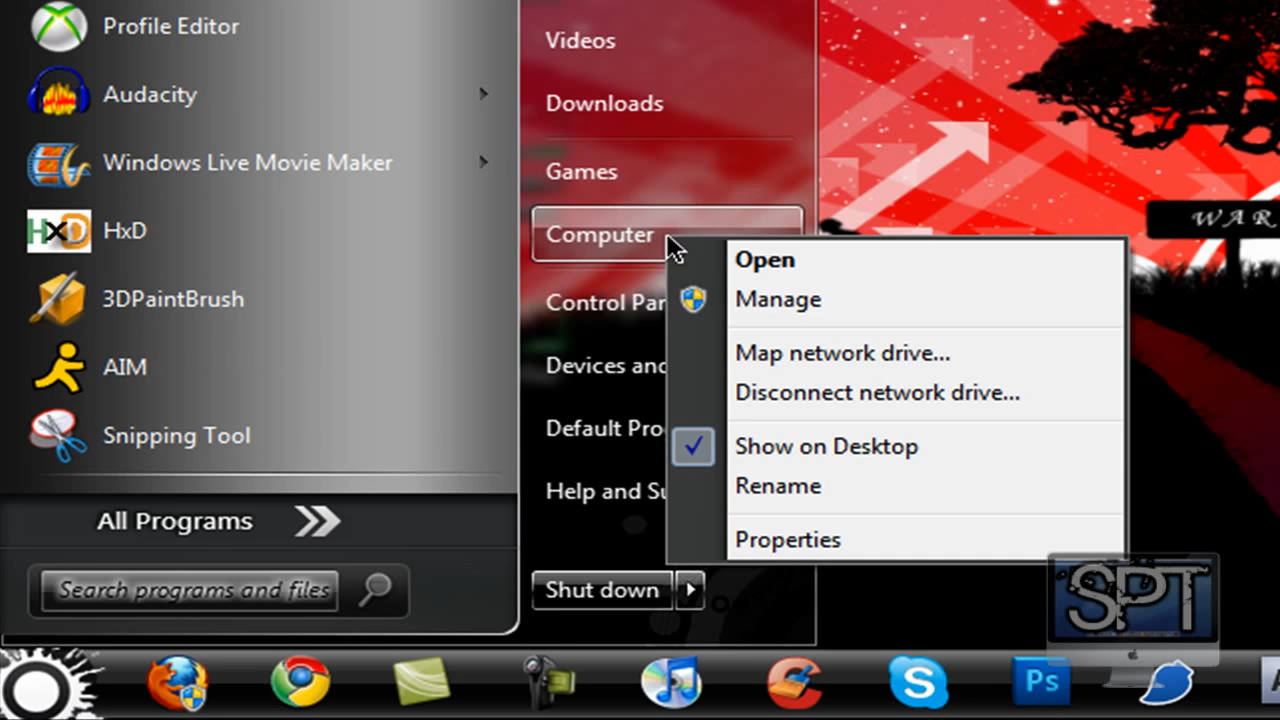 Profile Editor
Audacity
Windows Live Movie Maker
HxD
HxD
3DPaintBrush
AIM
Snipping Tool
All Programs
Search programs and files
Videos
Downloads
Games
Computer
Control Par
Devices and
Default Pro
Help and Su
Shut down
Open
Manage
Map network drive...
Disconnect network drive...
Show on Desktop
Rename
Properties
WAR
SPT
S
Ps
A